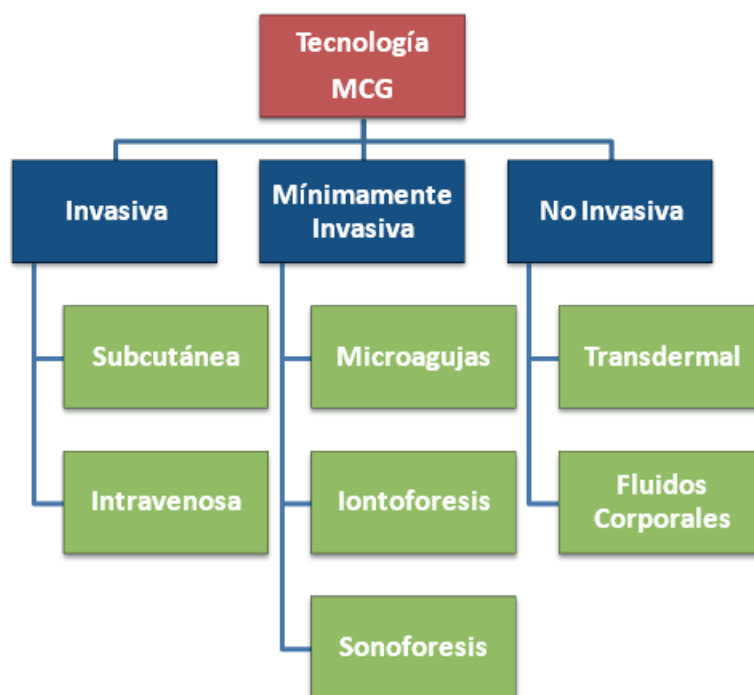 Tecnología
MCG
Invasiva
Mínimamente
Invasiva
No Invasiva
Subcutánea
Microagujas
Transdermal
Intravenosa
Iontoforesis
Fluidos
Corporales
Sonoforesis